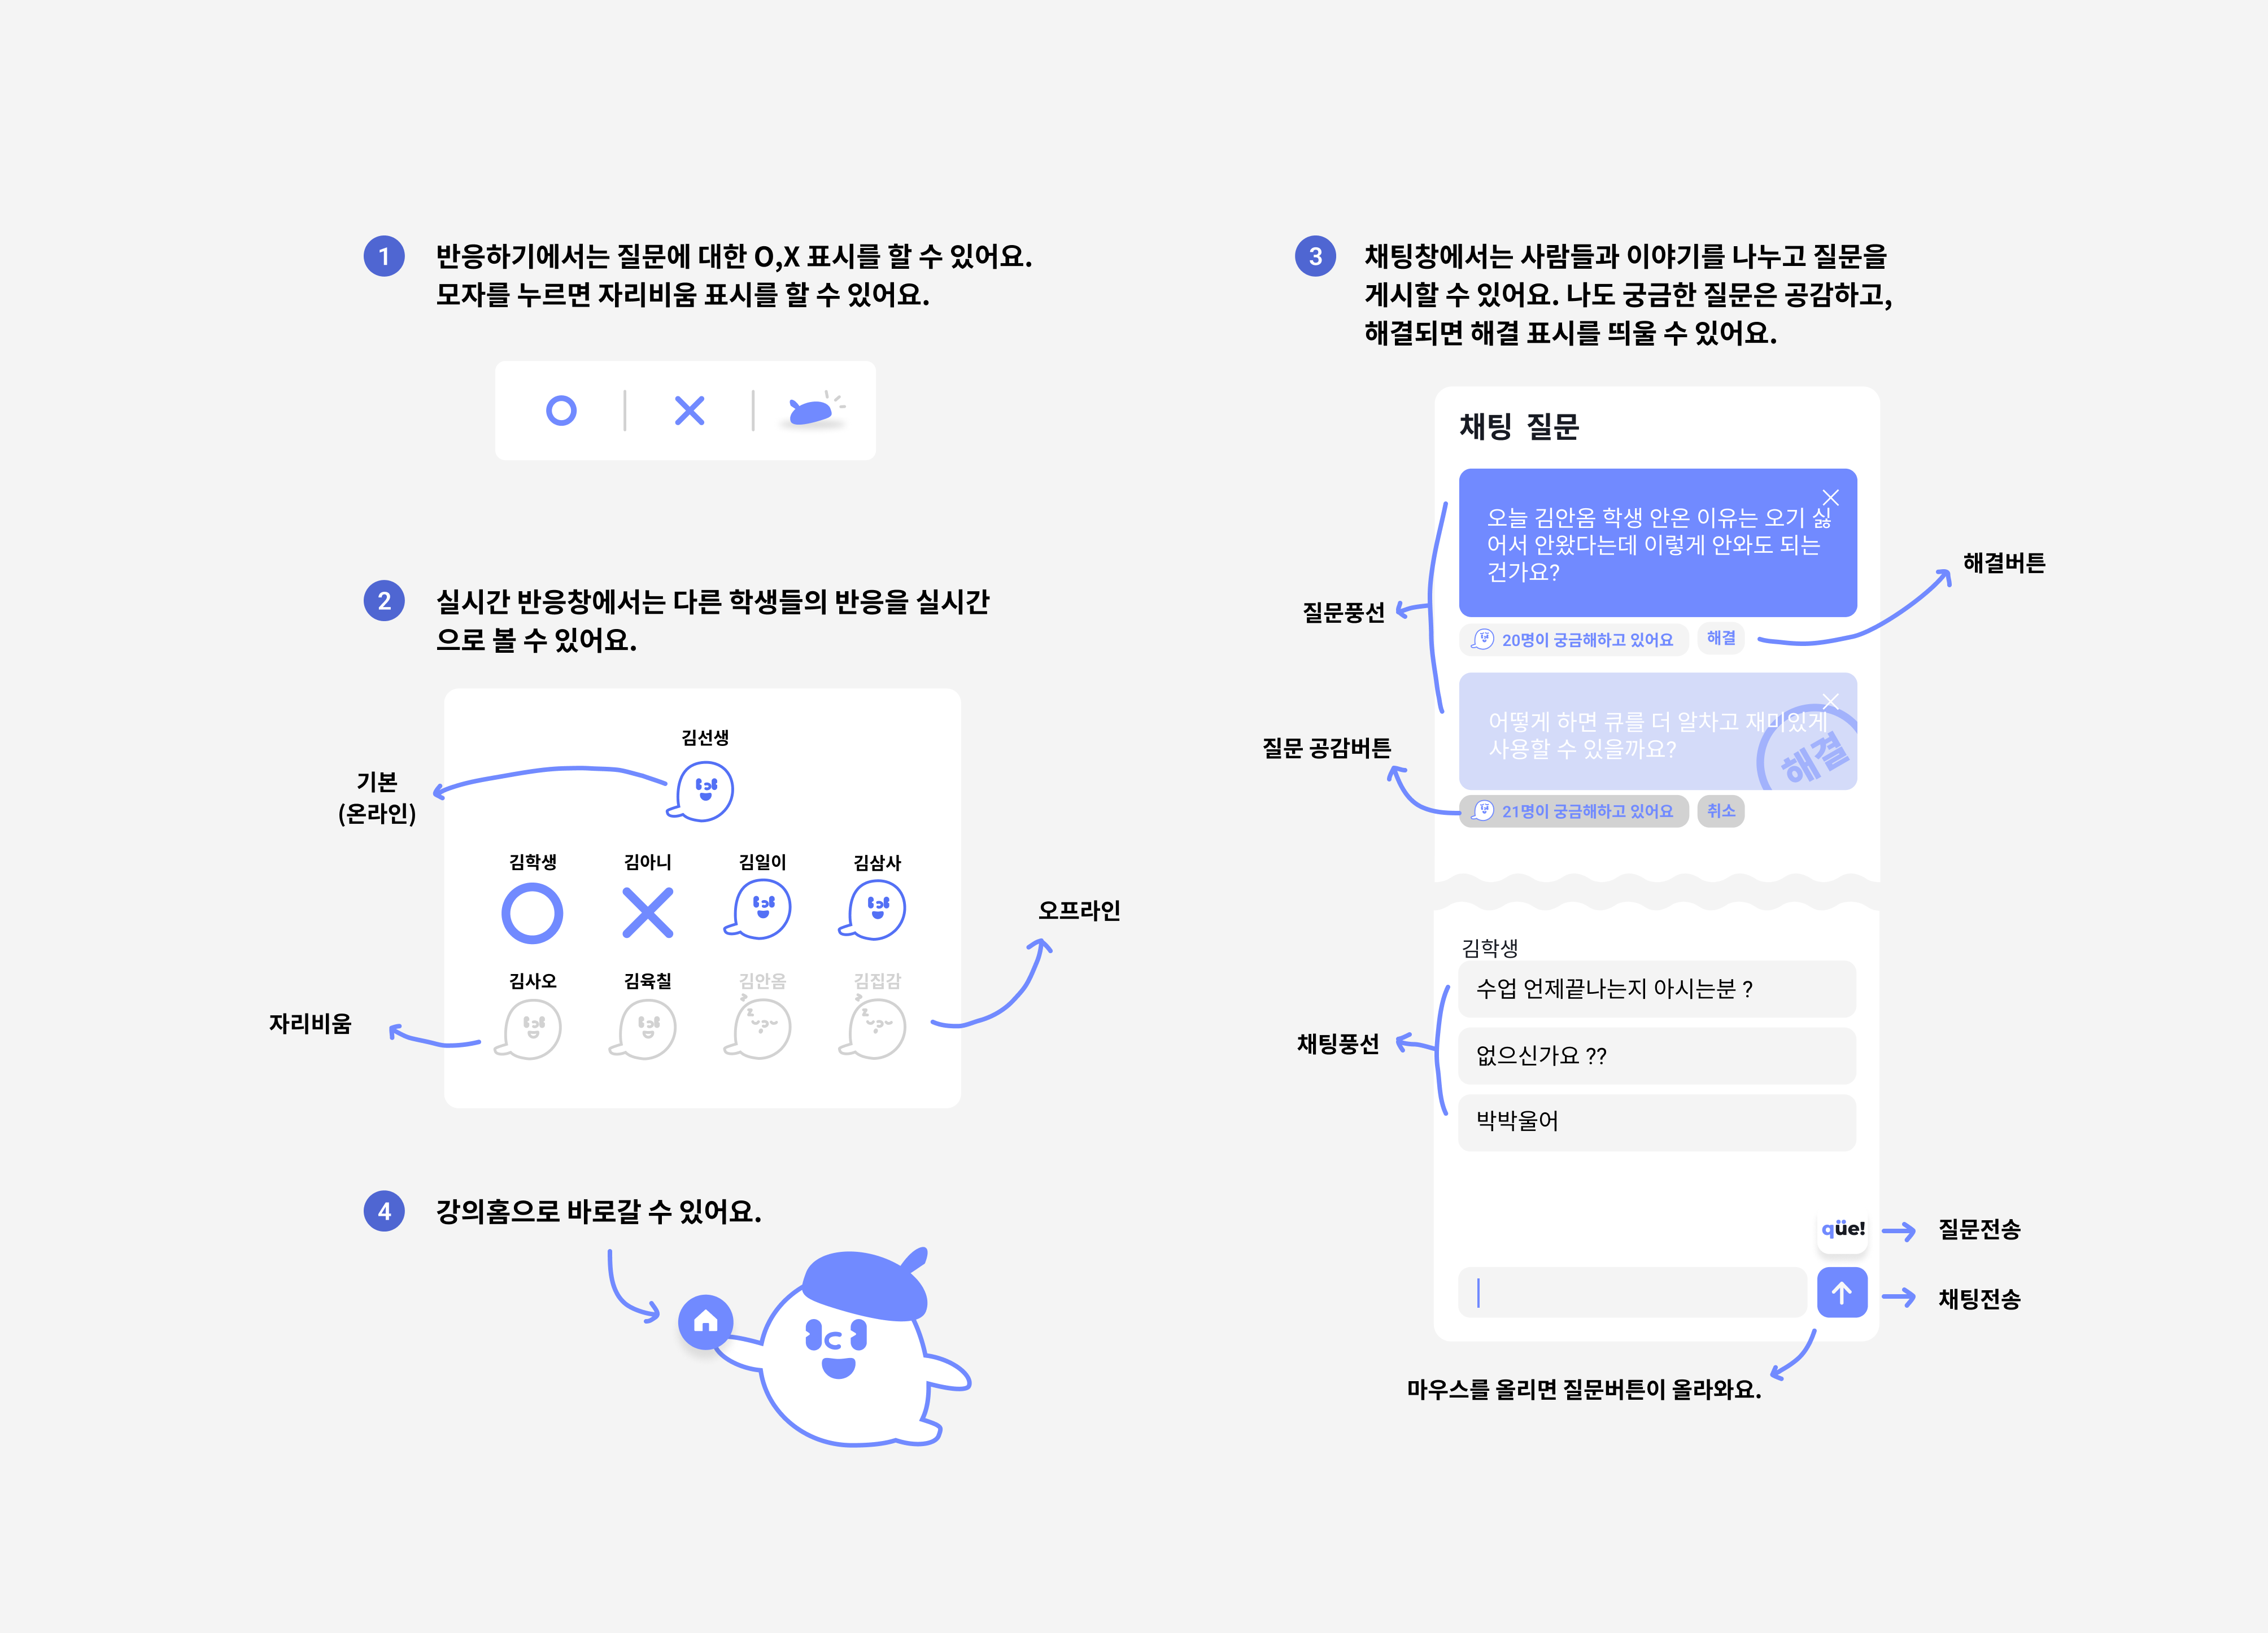 1
반응하기에서는 질문에 대한 O,X 표시를 할 수 있어요.
모자를 누르면 자리비움 표시를 할 수 있어요.
2
실시간 반응창에서는 다른 학생들의 반응을 실시간
으로 볼 수 있어요.
김선생
기본
(온라인)
김학생 김아니 김일이 김삼사
오프라인
김사오 김육칠 김안옴 김집감
자리비움
4
강의홈으로 바로갈 수 있어요.
3
채팅창에서는 사람들과 이야기를 나누고 질문을
게시할 수 있어요. 나도 궁금한 질문은 공감하고,
해결되면 해결 표시를 띄울 수 있어요.
채팅 질문
오늘 김안옴 학생 안온 이유는 오기 싫
어서 안왔다는데 이렇게 안와도 되는
건가요?
해결버튼
질문풍선
20명이 궁금해하고 있어요 해결
어떻게 하면 큐를 더 알차고 재미있게
사용할 수 있을까요?
해결
질문 공감버튼
21명이 궁금해하고 있어요 취소
김학생
수업 언제끝나는지 아시는분 ?
없으신가요 ??
박박울어
채팅풍선
qüe!
질문전송
채팅전송
마우스를 올리면 질문버튼이 올라와요.